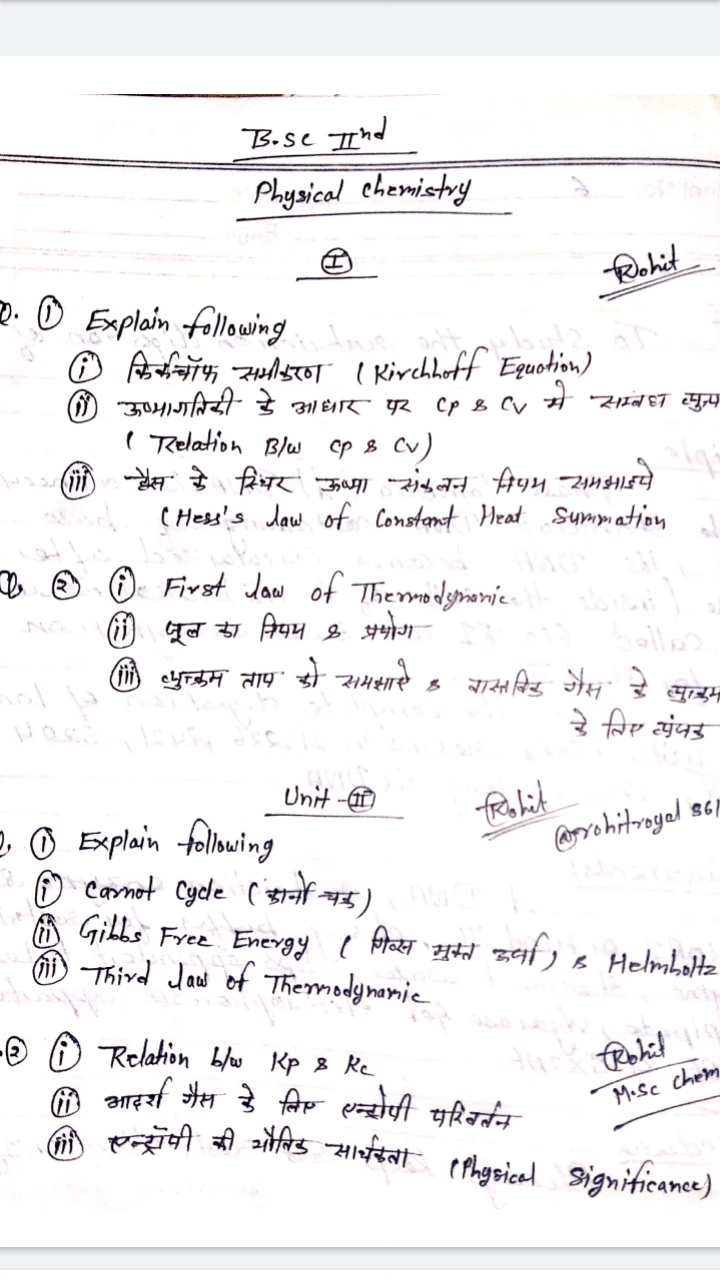 B.sc IInd
Physical Chemistry
I
Rohit
Q. 1 Explain following
i किर्कचॉफ समीकरण ( Kirchhoff Equation)
ii ऊष्मागतिकी के आधार पर Cp & Cv में सम्बंध
( Relation B/w Cp & Cv)
iii हैस के स्थिर ऊष्मा संकलन नियम समझाइये
(Hess's law of Constant Heat Summation
Q. 2 i First law of Thermodynamic
ii जूल का नियम & प्रयोग
iii व्युत्क्रम ताप को समझाये & वास्तविक गैस के व्युत्क्रम
के लिए व्यंजक
Unit - II
Rohit
@rohitroyal 861
Q. 1 Explain following
i Carnot Cycle (कार्नो चक्र)
ii Gibbs Free Energy ( गिब्स मुक्त ऊर्जा) & Helmholtz
iii Third law of Thermodynamic
2 i Relation b/w Kp & Kc
Rohit
M.sc Chem
ii आदर्श गैस के लिए एन्ट्रोपी परिवर्तन
iii एन्ट्रॉपी की भौतिक सार्थकता (Physical Significance)